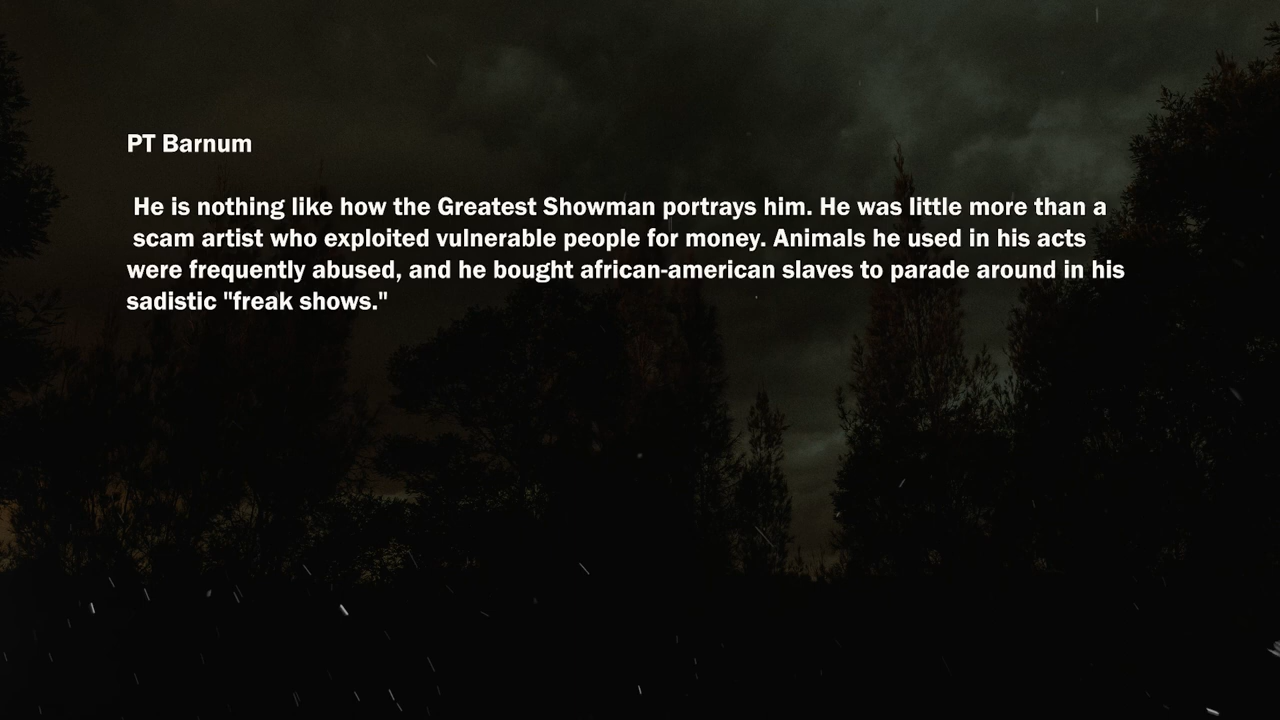 PT Barnum
He is nothing like how the Greatest Showman portrays him. He was little more than a
scam artist who exploited vulnerable people for money. Animals he used in his acts
were frequently abused, and he bought african-american slaves to parade around in his
sadistic "freak shows."